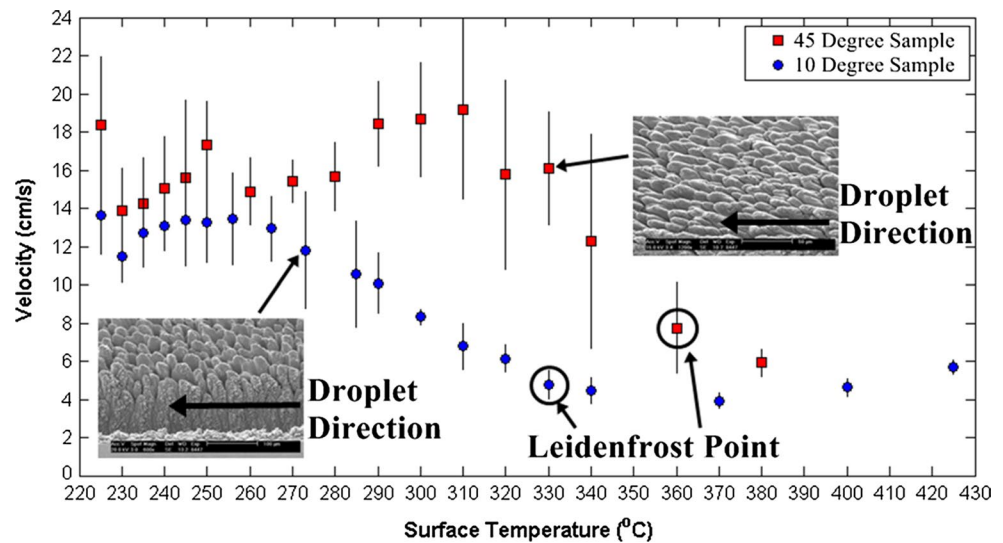 24
22
20
18
16
14
12
10
8
6
4
2
0
Velocity (cm/s)
45 Degree Sample
10 Degree Sample
Droplet
Direction
Droplet
Direction
Leidenfrost Point
220 230 240 250 260 270 280 290 300 310 320 330 340 350 360 370 380 390 400 410 420 430
Surface Temperature (⁰C)